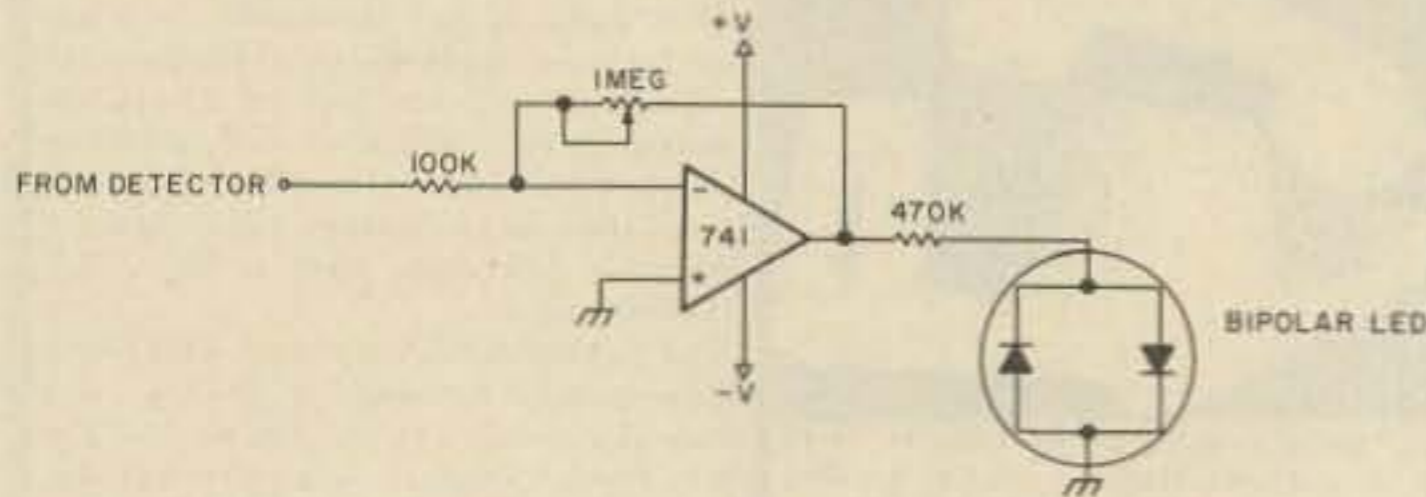 +V
1MEG
100K
FROM DETECTOR
-
741
+
470K
-V
BIPOLAR LED